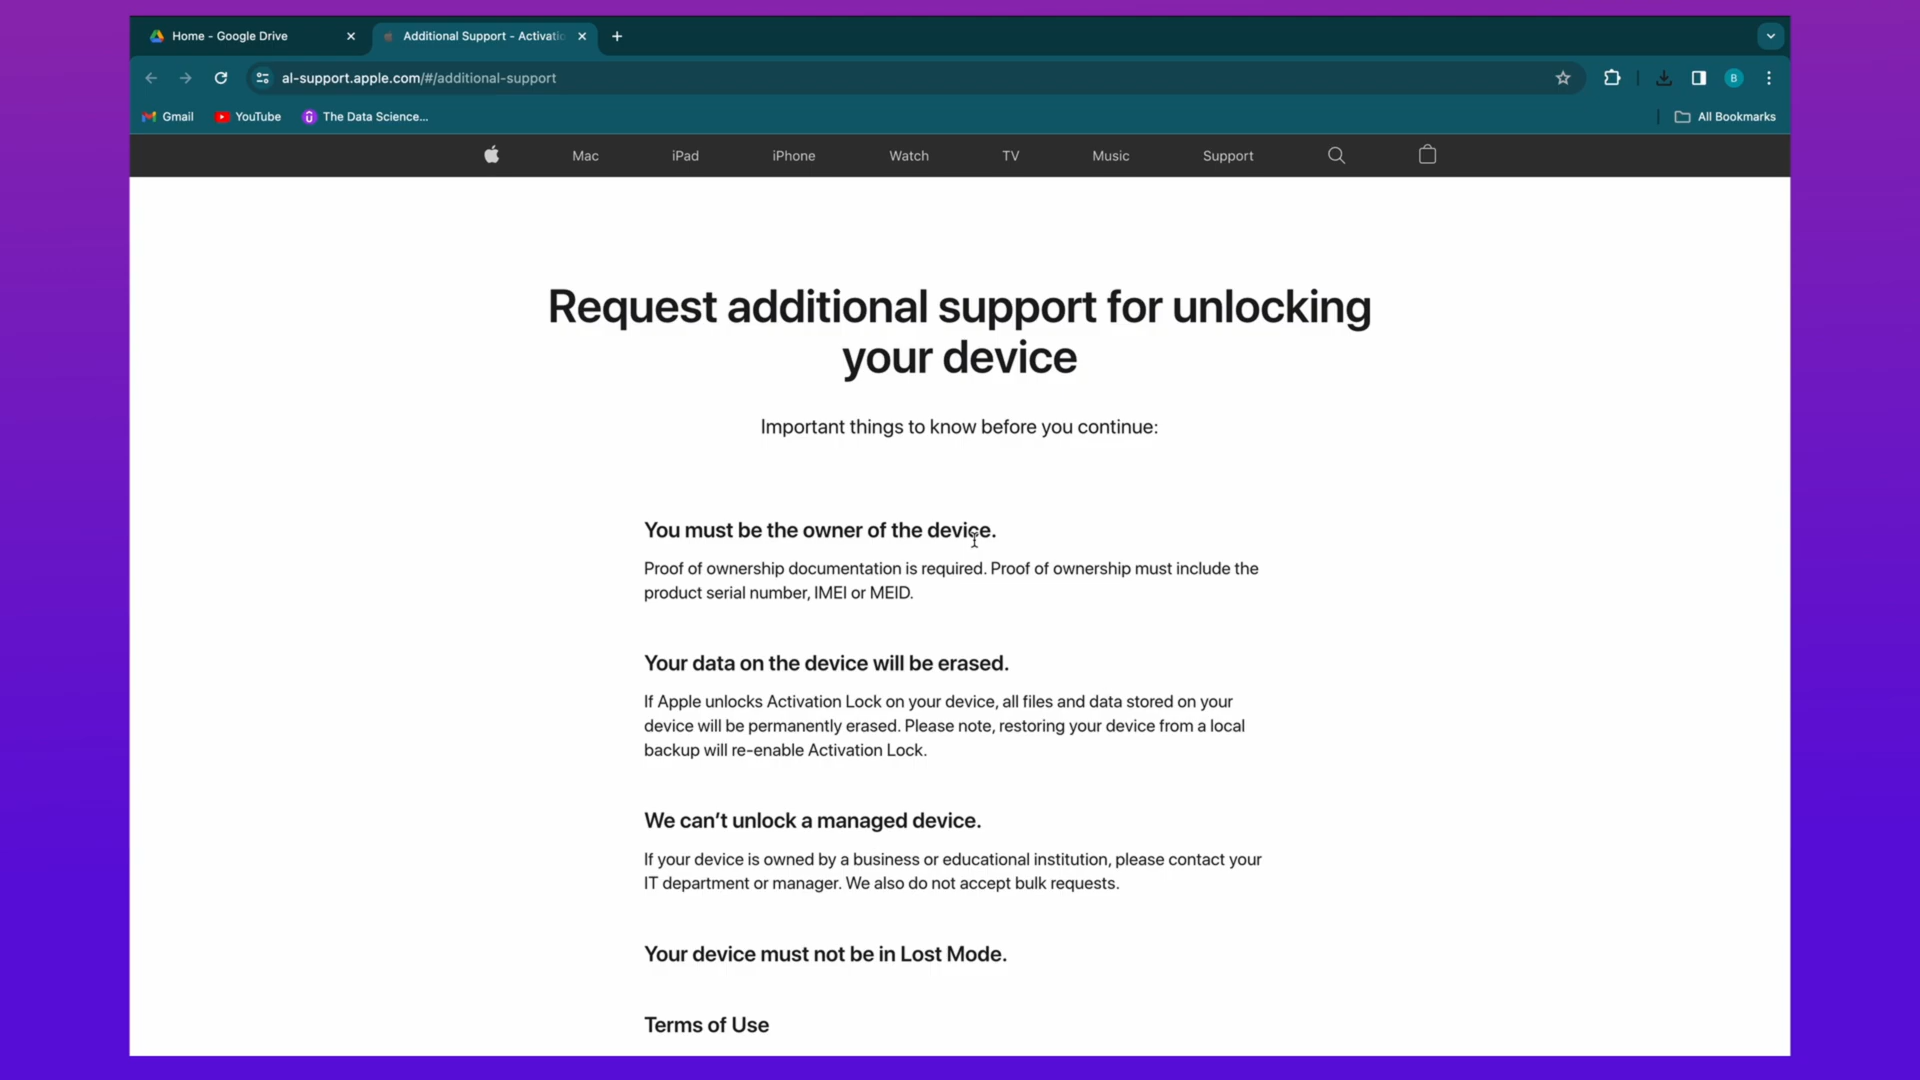 Home - Google Drive
Additional Support - Activatio
al-support.apple.com/#/additional-support
B
Gmail
YouTube
The Data Science...
All Bookmarks
Mac
iPad
iPhone
Watch
TV
Music
Support
Request additional support for unlocking
your device
Important things to know before you continue:
You must be the owner of the device.
Proof of ownership documentation is required. Proof of ownership must include the
product serial number, IMEI or MEID.
Your data on the device will be erased.
If Apple unlocks Activation Lock on your device, all files and data stored on your
device will be permanently erased. Please note, restoring your device from a local
backup will re-enable Activation Lock.
We can’t unlock a managed device.
If your device is owned by a business or educational institution, please contact your
IT department or manager. We also do not accept bulk requests.
Your device must not be in Lost Mode.
Terms of Use